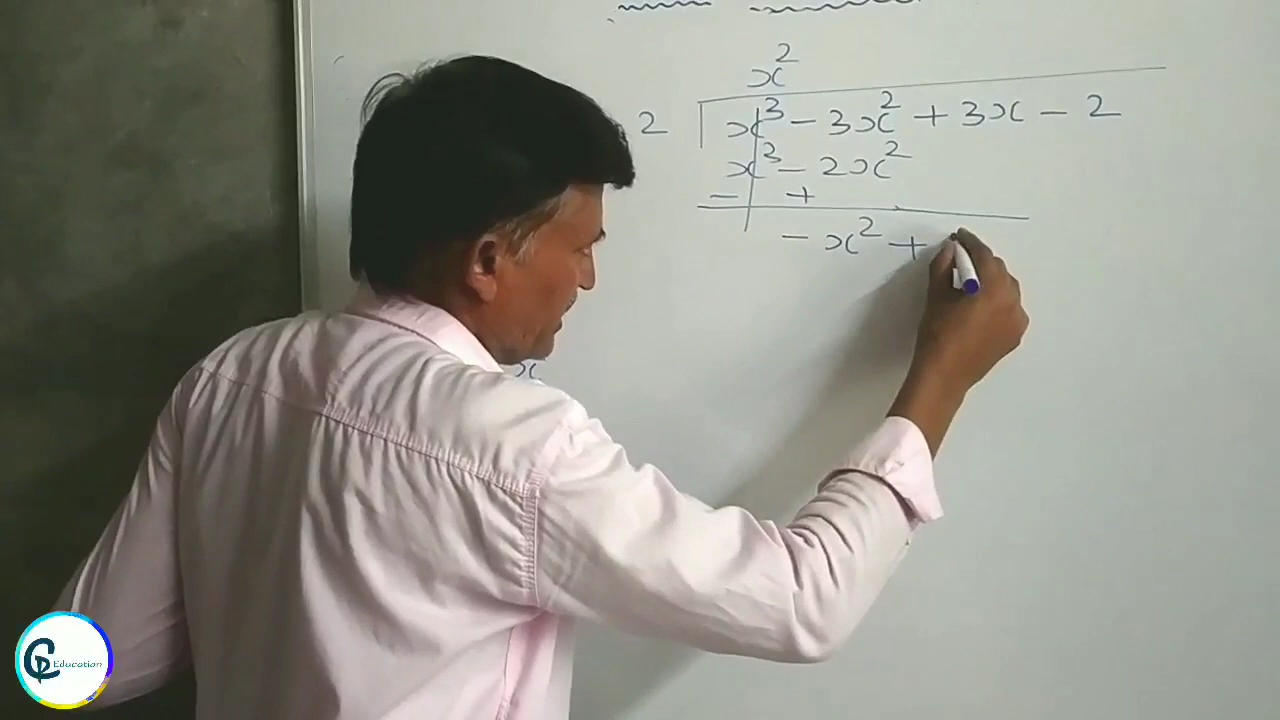 x²
2 x³ - 3x² + 3x - 2
x³ - 2x²
- +
- x² +
x
Education